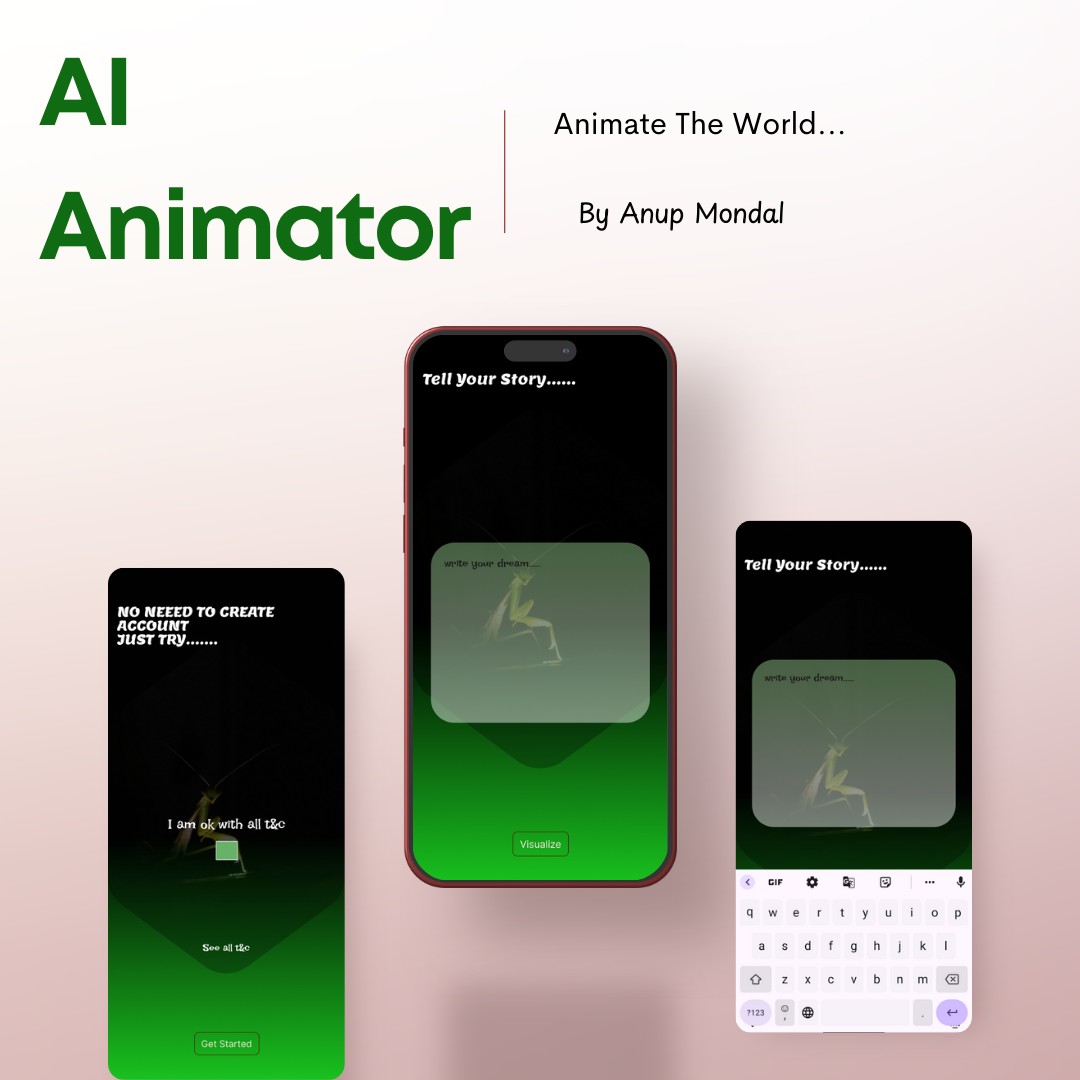 AI
Animator
Animate The World...
By Anup Mondal
Tell Your Story......
write your dream.....
Visualize
NO NEEED TO CREATE
ACCOUNT
JUST TRY.......
I am ok with all t&c
See all t&c
Get Started
Tell Your Story......
write your dream.....
GIF
q w e r t y u i o p
a s d f g h j k l
z x c v b n m
?123 , .